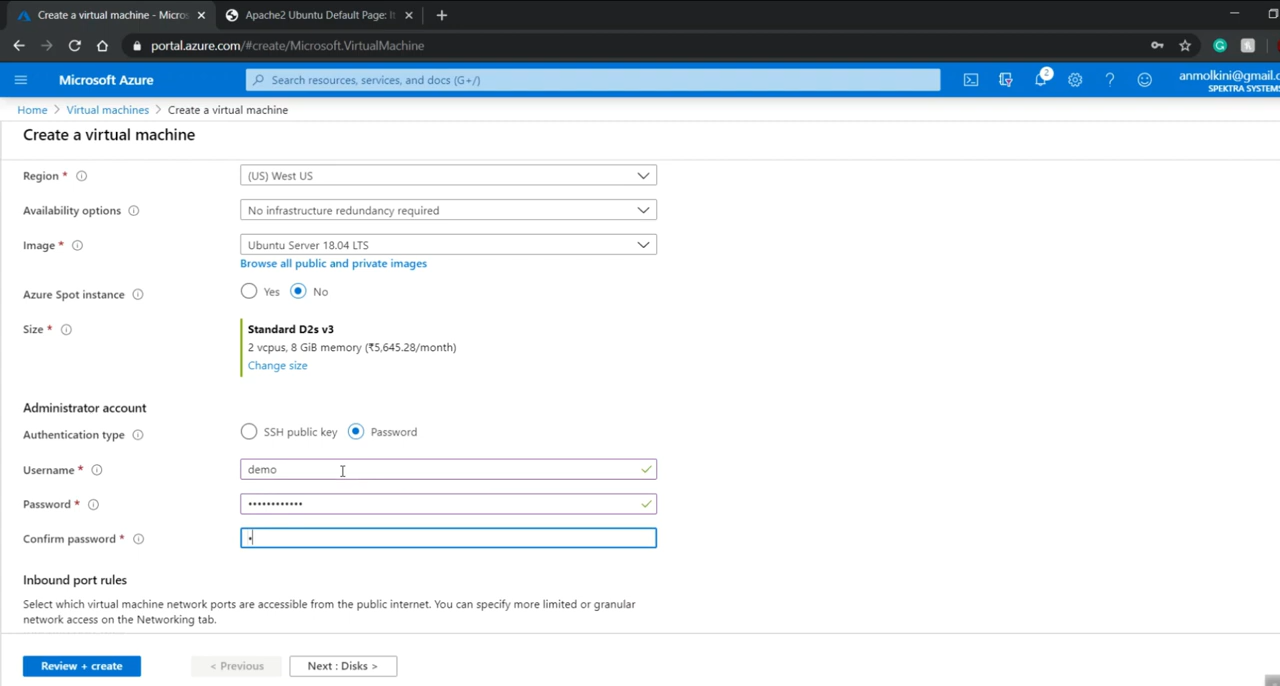 Create a virtual machine - Micros
Apache2 Ubuntu Default Page: It
portal.azure.com/#create/Microsoft.VirtualMachine
Microsoft Azure
Search resources, services, and docs (G+/)
2
anmolkini@gmail.c
SPEKTRA SYSTEMS
Home > Virtual machines > Create a virtual machine
Create a virtual machine
Region *
(US) West US
Availability options
No infrastructure redundancy required
Image *
Ubuntu Server 18.04 LTS
Browse all public and private images
Azure Spot instance
Yes No
Size *
Standard D2s v3
2 vcpus, 8 GiB memory (₹5,645.28/month)
Change size
Administrator account
Authentication type
SSH public key Password
Username *
demo
Password *
••••••••••••
Confirm password *
•
Inbound port rules
Select which virtual machine network ports are accessible from the public internet. You can specify more limited or granular
network access on the Networking tab.
Review + create
< Previous
Next : Disks >